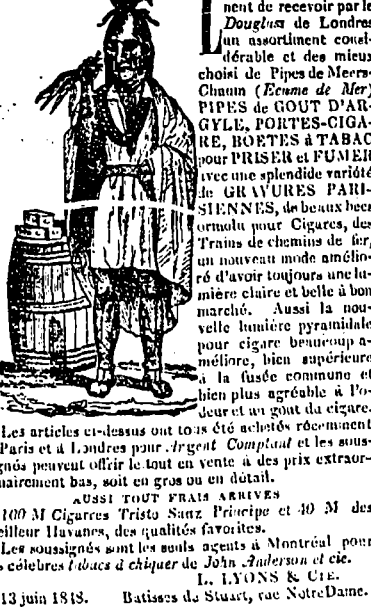 nent de recevoir par le
Douglass de Londres
un assortiment consi-
dérable et des mieux
choisi de Pipes de Meers-
Chaum (Ecume de Mer)
PIPES de GOUT D'AR-
GYLE, PORTES-CIGA-
RE, BOETES à TABAC
pour PRISER et FUMER
avec une splendide variété
de GRAVURES PARI-
SIENNES, de beaux becs
ormolu pour Cigares, des
Trains de chemins de fer,
un nouveau mode amélio-
ré d'avoir toujours une lu-
mière claire et belle à bon
marché. Aussi la nou-
velle lumière pyramidale
pour cigare beaucoup a-
méliore, bien supérieure
à la fusée commune et
bien plus agréable à l'o-
deur et au gout du cigare.
Les articles ci-dessus ont tous été achetés récemment
Paris et à Londres pour Argent Comptant et les sous-
gnés peuvent offrir le tout en vente à des prix extraor-
nairement bas, soit en gros ou en détail.
AUSSI TOUT FRAIS ARRIVES
100 M Cigarres Tristo Sanz Principe et 40 M des
eilleur Havanes, des qualités favorites.
Les soussignés sont les seuls agents à Montréal pour
s célebres tabacs à chiquer de John Anderson et cie.
L. LYONS & CIE.
13 juin 1848. Batisses de Stuart, rue Notre Dame.